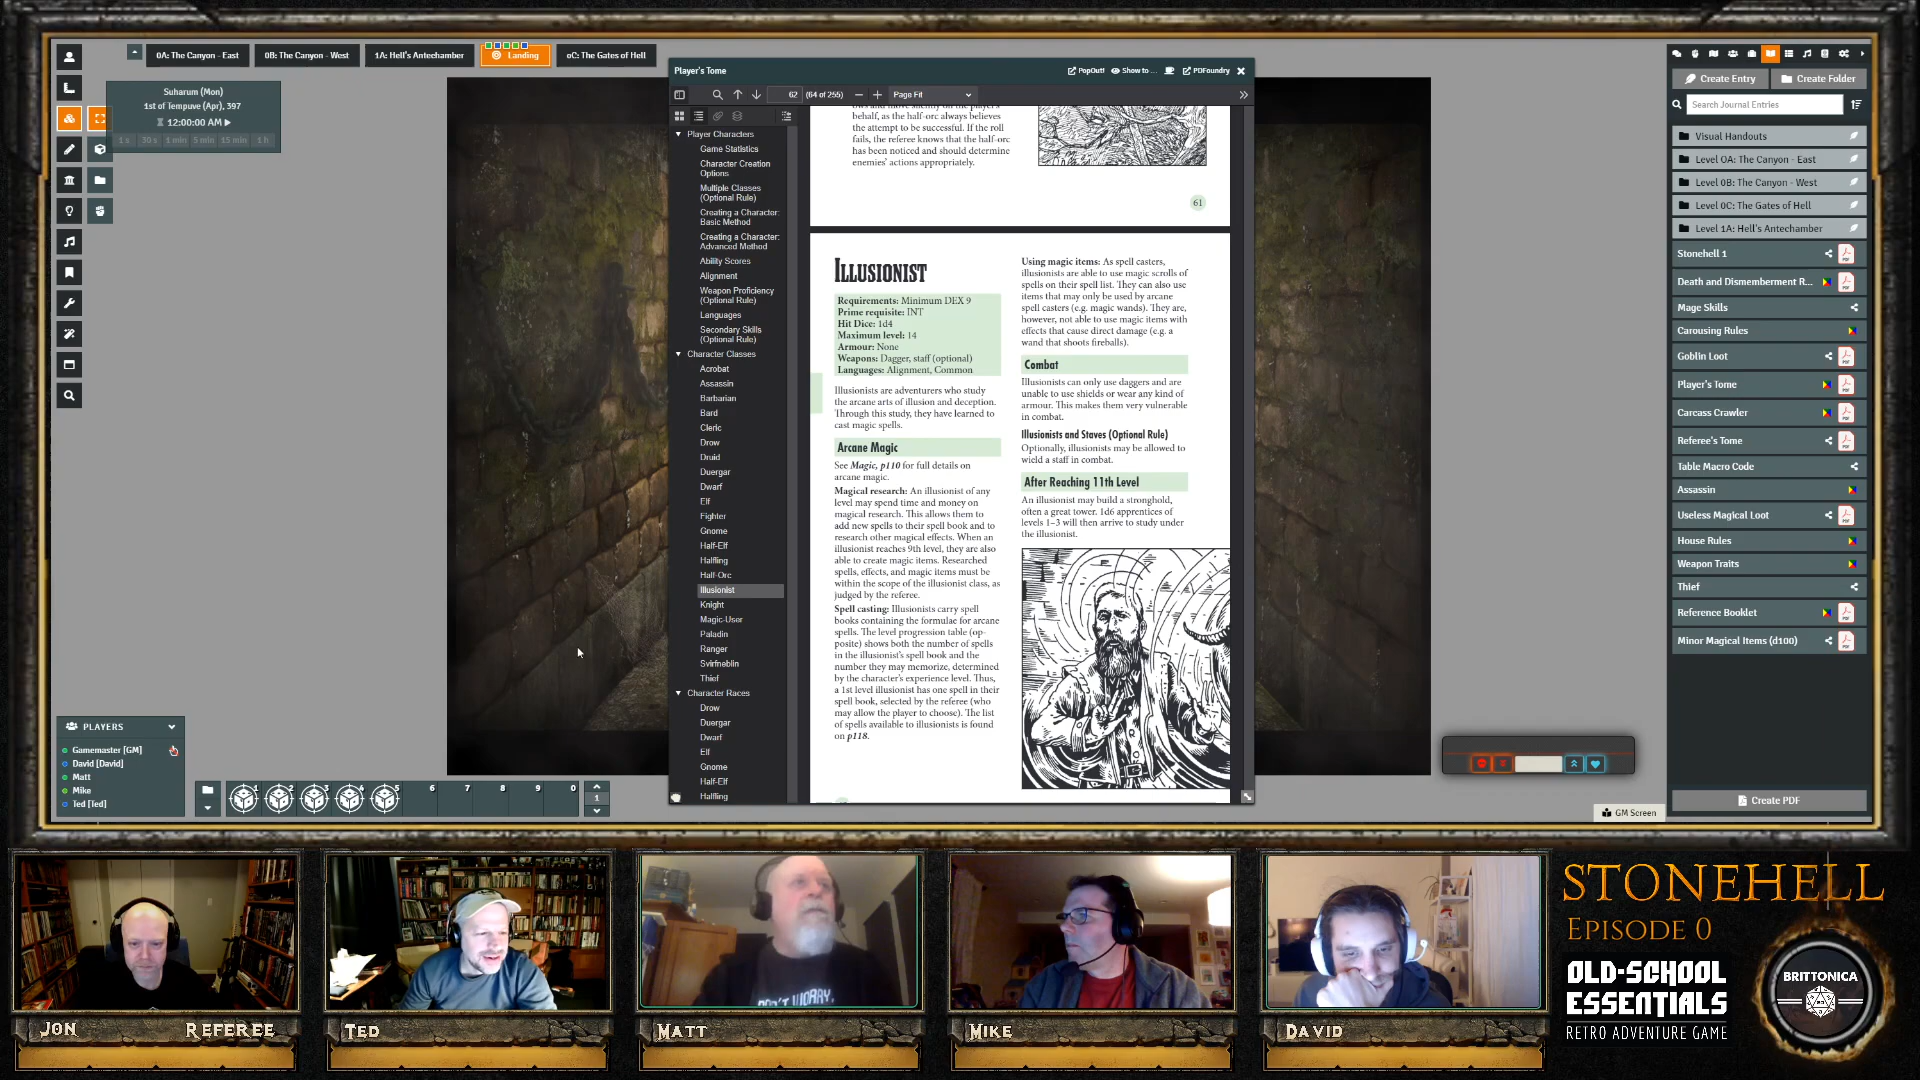 0A: The Canyon - East
0B: The Canyon - West
1A: Hell's Antechamber
Landing
oC: The Gates of Hell
Suharum (Mon)
1st of Tempuve (Apr), 397
12:00:00 AM
1 s 30 s 1 min 5 min 15 min 1 h
Player's Tome
PopOut!
Show to ...
PDFoundry
62 (64 of 255)
Page Fit
Player Characters
Game Statistics
Character Creation
Options
Multiple Classes
(Optional Rule)
Creating a Character:
Basic Method
Creating a Character:
Advanced Method
Ability Scores
Alignment
Weapon Proficiency
(Optional Rule)
Languages
Secondary Skills
(Optional Rule)
Character Classes
Acrobat
Assassin
Barbarian
Bard
Cleric
Drow
Druid
Duergar
Dwarf
Elf
Fighter
Gnome
Half-Elf
Halfling
Half-Orc
Illusionist
Knight
Magic-User
Paladin
Ranger
Svirfneblin
Thief
Character Races
Drow
Duergar
Dwarf
Elf
Gnome
Half-Elf
Halfling
behalf, as the half-orc always believes
the attempt to be successful. If the roll
fails, the referee knows that the half-orc
has been noticed and should determine
enemies' actions appropriately.
61
Illusionist
Requirements: Minimum DEX 9
Prime requisite: INT
Hit Dice: 1d4
Maximum level: 14
Armour: None
Weapons: Dagger, staff (optional)
Languages: Alignment, Common
Illusionists are adventurers who study
the arcane arts of illusion and deception.
Through this study, they have learned to
cast magic spells.
Arcane Magic
See Magic, p110 for full details on
arcane magic.
Magical research: An illusionist of any
level may spend time and money on
magical research. This allows them to
add new spells to their spell book and to
research other magical effects. When an
illusionist reaches 9th level, they are also
able to create magic items. Researched
spells, effects, and magic items must be
within the scope of the illusionist class, as
judged by the referee.
Spell casting: Illusionists carry spell
books containing the formulae for arcane
spells. The level progression table (op-
posite) shows both the number of spells
in the illusionist's spell book and the
number they may memorize, determined
by the character's experience level. Thus,
a 1st level illusionist has one spell in their
spell book, selected by the referee (who
may allow the player to choose). The list
of spells available to illusionists is found
on p118.
Using magic items: As spell casters,
illusionists are able to use magic scrolls of
spells on their spell list. They can also use
items that may only be used by arcane
spell casters (e.g. magic wands). They are,
however, not able to use magic items with
effects that cause direct damage (e.g. a
wand that shoots fireballs).
Combat
Illusionists can only use daggers and are
unable to use shields or wear any kind of
armour. This makes them very vulnerable
in combat.
Illusionists and Staves (Optional Rule)
Optionally, illusionists may be allowed to
wield a staff in combat.
After Reaching 11th Level
An illusionist may build a stronghold,
often a great tower. 1d6 apprentices of
levels 1–3 will then arrive to study under
the illusionist.
Create Entry
Create Folder
Search Journal Entries
Visual Handouts
Level OA: The Canyon - East
Level 0B: The Canyon - West
Level 0C: The Gates of Hell
Level 1A: Hell's Antechamber
Stonehell 1
Death and Dismemberment R...
Mage Skills
Carousing Rules
Goblin Loot
Player's Tome
Carcass Crawler
Referee's Tome
Table Macro Code
Assassin
Useless Magical Loot
House Rules
Weapon Traits
Thief
Reference Booklet
Minor Magical Items (d100)
Create PDF
GM Screen
PLAYERS
Gamemaster [GM]
David [David]
Matt
Mike
Ted [Ted]
1 2 3 4 5 6 7 8 9 0
1
DON'T WORRY,
Jon Referee
Ted
Matt
Mike
David
STONEHELL
Episode 0
OLD-SCHOOL
ESSENTIALS
RETRO ADVENTURE GAME
BRITTONICA